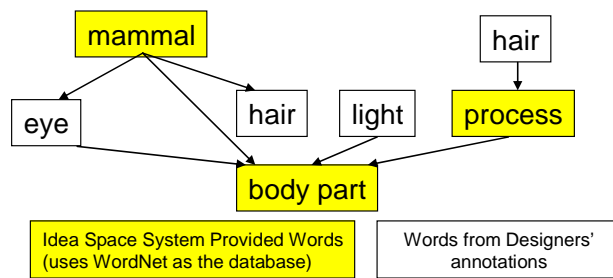 mammal
hair
eye
hair
light
process
body part
Idea Space System Provided Words
(uses WordNet as the database)
Words from Designers'
annotations